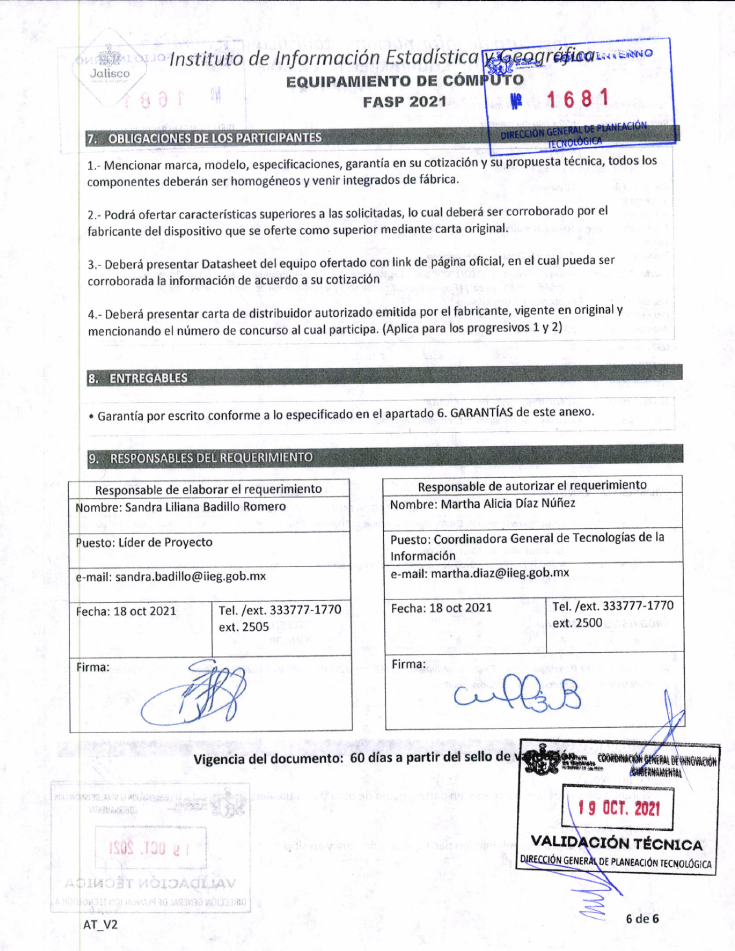 Jalisco
Instituto de Información Estadística y Geográfica
EQUIPAMIENTO DE CÓMPUTO
FASP 2021
Nº 1681
DIRECCIÓN GENERAL DE PLANEACIÓN
TECNOLÓGICA
7. OBLIGACIONES DE LOS PARTICIPANTES
1.- Mencionar marca, modelo, especificaciones, garantía en su cotización y su propuesta técnica, todos los
componentes deberán ser homogéneos y venir integrados de fábrica.
2.- Podrá ofertar características superiores a las solicitadas, lo cual deberá ser corroborado por el
fabricante del dispositivo que se oferte como superior mediante carta original.
3.- Deberá presentar Datasheet del equipo ofertado con link de página oficial, en el cual pueda ser
corroborada la información de acuerdo a su cotización
4.- Deberá presentar carta de distribuidor autorizado emitida por el fabricante, vigente en original y
mencionando el número de concurso al cual participa. (Aplica para los progresivos 1 y 2)
8. ENTREGABLES
• Garantía por escrito conforme a lo especificado en el apartado 6. GARANTÍAS de este anexo.
9. RESPONSABLES DEL REQUERIMIENTO
Responsable de elaborar el requerimiento
Nombre: Sandra Liliana Badillo Romero
Puesto: Líder de Proyecto
e-mail: sandra.badillo@iieg.gob.mx
Fecha: 18 oct 2021
Tel. /ext. 333777-1770
ext. 2505
Firma:
Responsable de autorizar el requerimiento
Nombre: Martha Alicia Díaz Núñez
Puesto: Coordinadora General de Tecnologías de la
Información
e-mail: martha.diaz@iieg.gob.mx
Fecha: 18 oct 2021
Tel. /ext. 333777-1770
ext. 2500
Firma:
Vigencia del documento: 60 días a partir del sello de validación
COORDINACIÓN GENERAL DE INNOVACIÓN
GUBERNAMENTAL
19 OCT. 2021
VALIDACIÓN TÉCNICA
DIRECCIÓN GENERAL DE PLANEACIÓN TECNOLÓGICA
AT_V2
6 de 6